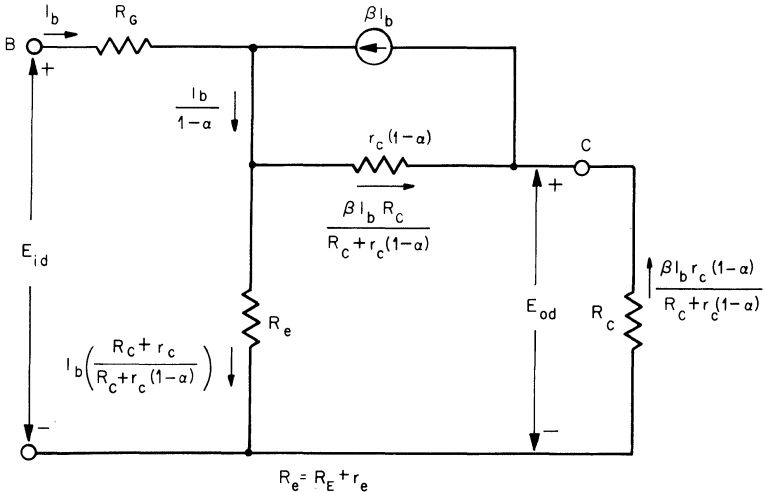 I_b
R_G
βI_b
B
+
I_b / 1-α
r_c (1-α)
C
+
βI_b R_C / R_C + r_c (1-α)
E_id
βI_b r_c (1-α) / R_C + r_c (1-α)
E_od
R_e
R_C
I_b ( R_C + r_c / R_C + r_c (1-α) )
−
−
R_e = R_E + r_e